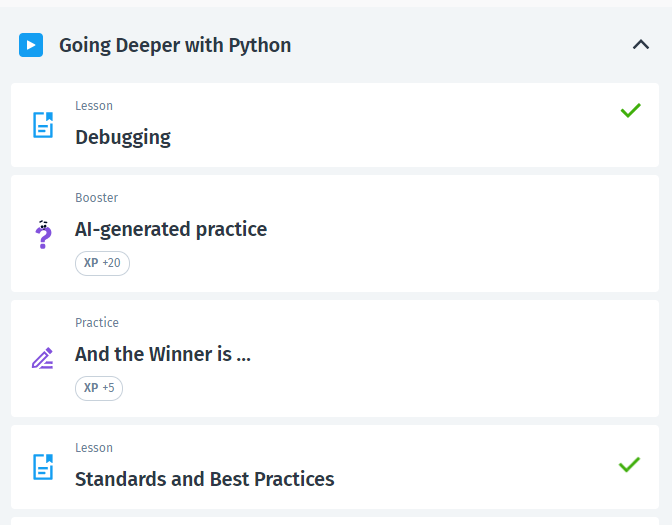 Going Deeper with Python
Lesson
Debugging
Booster
AI-generated practice
XP +20
Practice
And the Winner is ...
XP +5
Lesson
Standards and Best Practices